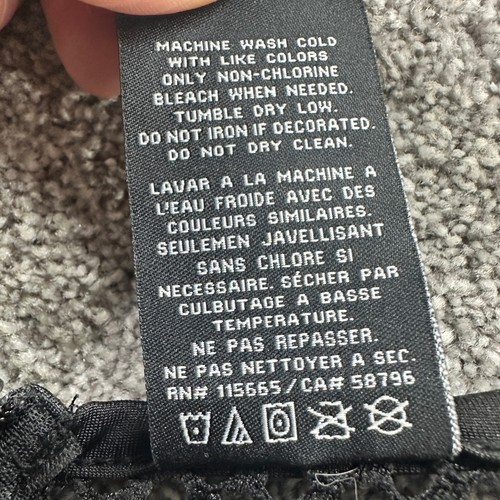 MACHINE WASH COLD
WITH LIKE COLORS
ONLY NON-CHLORINE
BLEACH WHEN NEEDED.
TUMBLE DRY LOW.
DO NOT IRON IF DECORATED.
DO NOT DRY CLEAN.
LAVAR A LA MACHINE A
L'EAU FROIDE AVEC DES
COULEURS SIMILAIRES.
SEULEMEN JAVELLISANT
SANS CHLORE SI
NECESSAIRE. SÉCHER PAR
CULBUTAGE A BASSE
TEMPERATURE.
NE PAS REPASSER.
NE PAS NETTOYER A SEC.
RN# 115665/CA# 58796